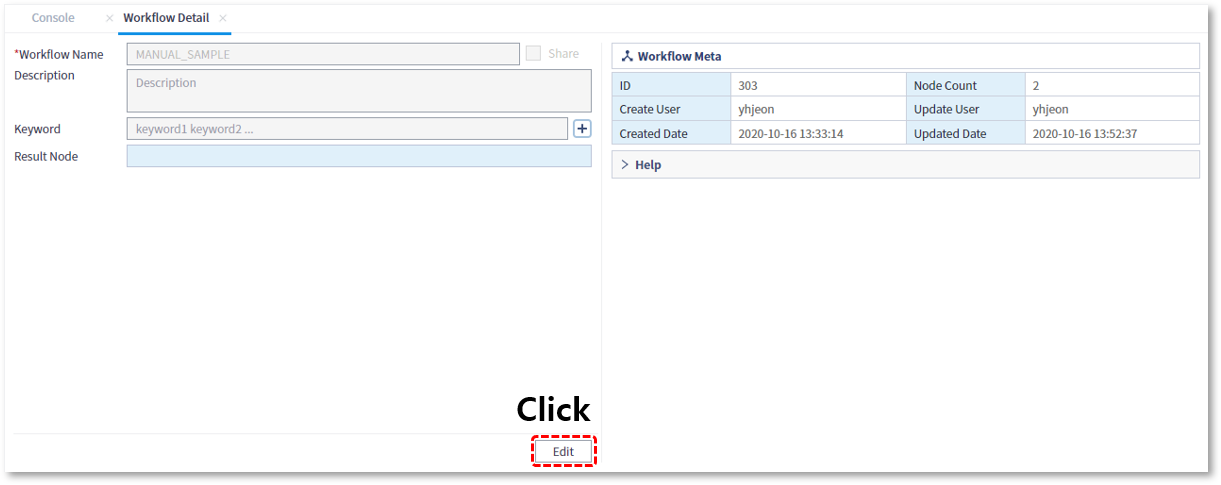 Console
Workflow Detail
*Workflow Name MANUAL_SAMPLE Share
Description Description
Keyword keyword1 keyword2 ...
Result Node
Workflow Meta
ID 303 Node Count 2
Create User yhjeon Update User yhjeon
Created Date 2020-10-16 13:33:14 Updated Date 2020-10-16 13:52:37
Help
Click
Edit